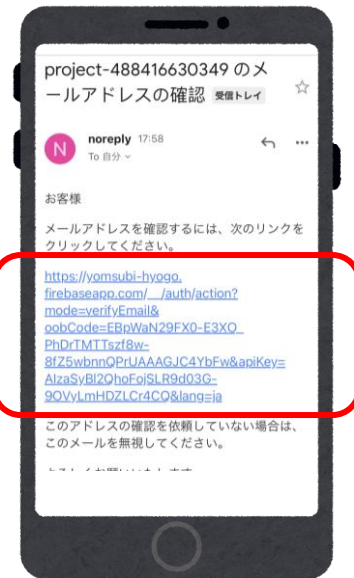 project-488416630349 のメ
ールアドレスの確認 受信トレイ
N
noreply 17:58
To 自分
お客様
メールアドレスを確認するには、次のリンクを
クリックしてください。
https://yomsubi-hyogo.
firebaseapp.com/__/auth/action?
mode=verifyEmail&
oobCode=EBpWaN29FX0-E3XQ_
PhDrTMTTszf8w-
8fZ5wbnnQPrUAAAGJC4YbFw&apiKey=
AIzaSyBl2QhoFojSLR9d03G-
9OVyLmHDZLCr4CQ&lang=ja
このアドレスの確認を依頼していない場合は、
このメールを無視してください。